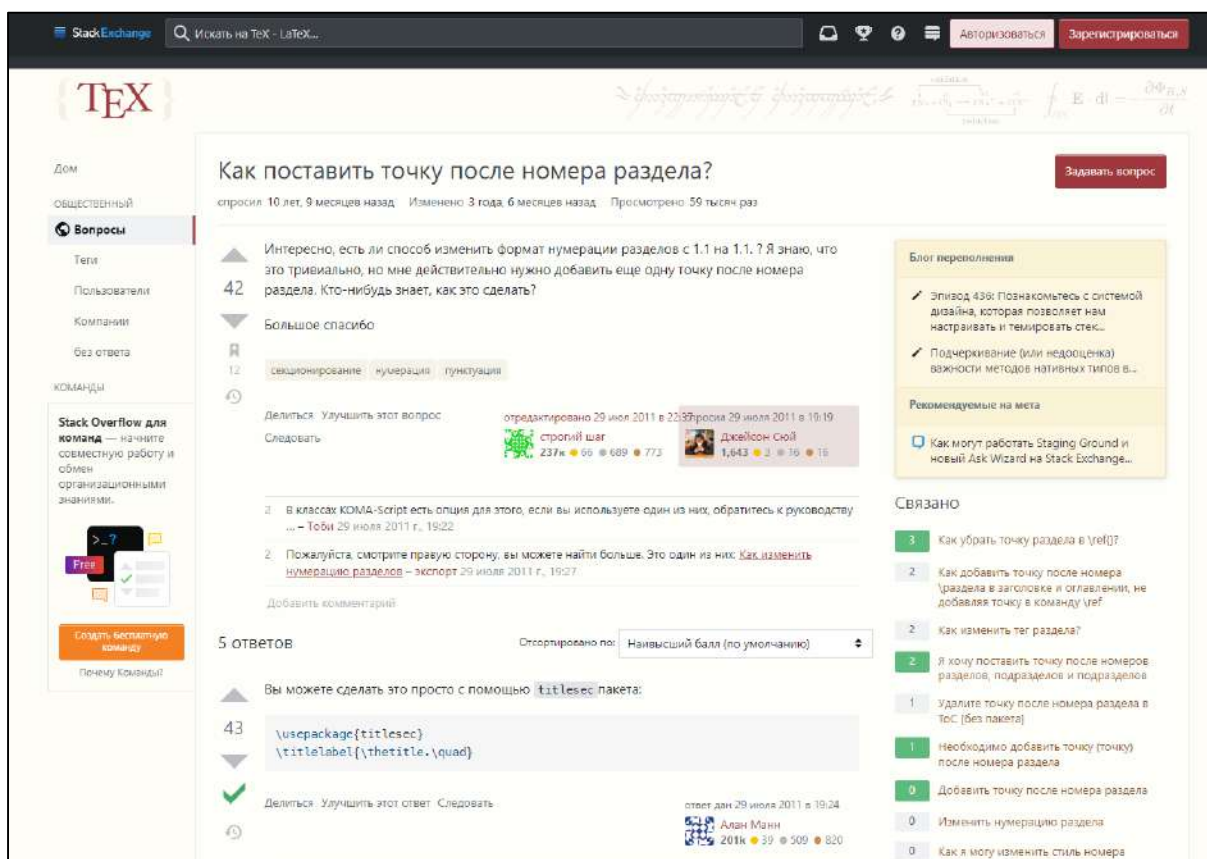 StackExchange
Искать на TeX - LaTeX...
Авторизоваться
Зарегистрироваться
{ TEX }
E · dl = − ∂ΦB,S / ∂t
Дом
ОБЩЕСТВЕННЫЙ
Вопросы
Теги
Пользователи
Компании
без ответа
КОМАНДЫ
Stack Overflow для
команд — начните
совместную работу и
обмен
организационными
знаниями.
>_?
Free
Создать бесплатную
команду
Почему Команды?
Как поставить точку после номера раздела?
Задавать вопрос
спросил 10 лет, 9 месяцев назад Изменено 3 года, 6 месяцев назад Просмотрено 59 тысяч раз
42
12
Интересно, есть ли способ изменить формат нумерации разделов с 1.1 на 1.1. ? Я знаю, что
это тривиально, но мне действительно нужно добавить еще одну точку после номера
раздела. Кто-нибудь знает, как это сделать?
Большое спасибо
секционирование нумерация пунктуация
Делиться Улучшить этот вопрос
Следовать
отредактировано 29 июл 2011 в 22:37
строгий шаг
237к 66 689 773
спросил 29 июля 2011 в 19:19
Джейсон Сюй
1,643 3 16 16
2 В классах KOMA-Script есть опция для этого, если вы используете один из них, обратитесь к руководству
... – Тоби 29 июля 2011 г., 19:22
2 Пожалуйста, смотрите правую сторону, вы можете найти больше. Это один из них: Как изменить
нумерацию разделов – экспорт 29 июля 2011 г., 19:27
Добавить комментарий
5 ответов
Отсортировано по: Наивысший балл (по умолчанию)
43
Вы можете сделать это просто с помощью titlesec пакета:
\usepackage{titlesec}
\titlelabel{\thetitle.\quad}
Делиться Улучшить этот ответ Следовать
ответ дан 29 июля 2011 в 19:24
Алан Манн
201k 39 509 820
Блог переполнения
Эпизод 436: Познакомьтесь с системой
дизайна, которая позволяет нам
настраивать и темировать стек...
Подчеркивание (или недооценка)
важности методов нативных типов в...
Рекомендуемые на мета
Как могут работать Staging Ground и
новый Ask Wizard на Stack Exchange...
Связано
3 Как убрать точку раздела в \ref{}?
2 Как добавить точку после номера
\раздела в заголовке и оглавлении, не
добавляя точку в команду \ref
2 Как изменить тег раздела?
2 Я хочу поставить точку после номеров
разделов, подразделов и подразделов
1 Удалите точку после номера раздела в
ToC [без пакета]
1 Необходимо добавить точку (точку)
после номера раздела
0 Добавить точку после номера раздела
0 Изменить нумерацию раздела
0 Как я могу изменить стиль номера